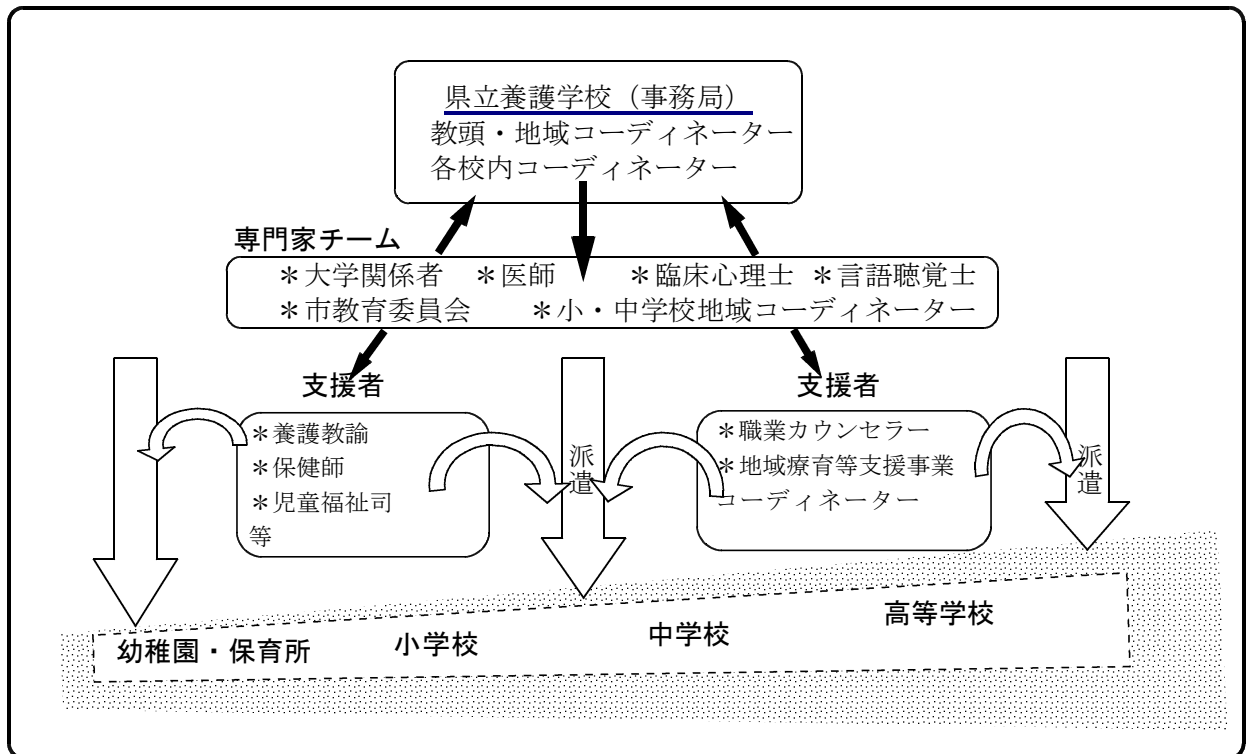 県立養護学校（事務局）
教頭・地域コーディネーター
各校内コーディネーター
専門家チーム
＊大学関係者　＊医師　＊臨床心理士　＊言語聴覚士
＊市教育委員会　＊小・中学校地域コーディネーター
支援者
＊養護教諭
＊保健師
＊児童福祉司
等
派遣
支援者
＊職業カウンセラー
＊地域療育等支援事業
コーディネーター
派遣
幼稚園・保育所
小学校
中学校
高等学校